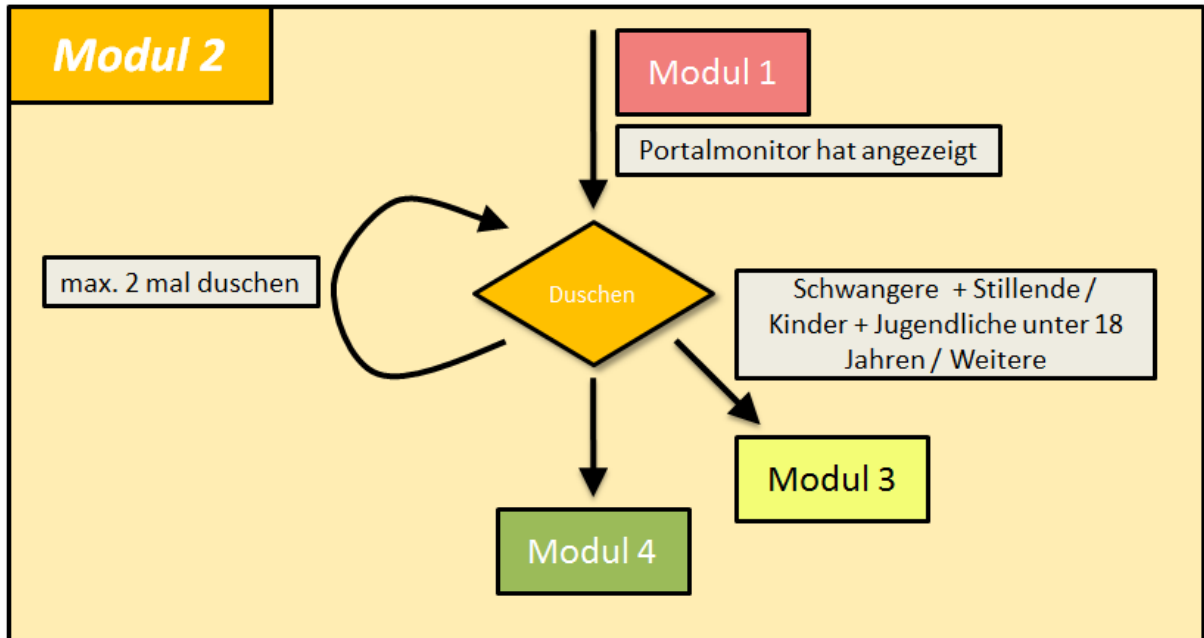 Modul 2
Modul 1
Portalmonitor hat angezeigt
max. 2 mal duschen
Duschen
Schwangere + Stillende /
Kinder + Jugendliche unter 18
Jahren / Weitere
Modul 3
Modul 4